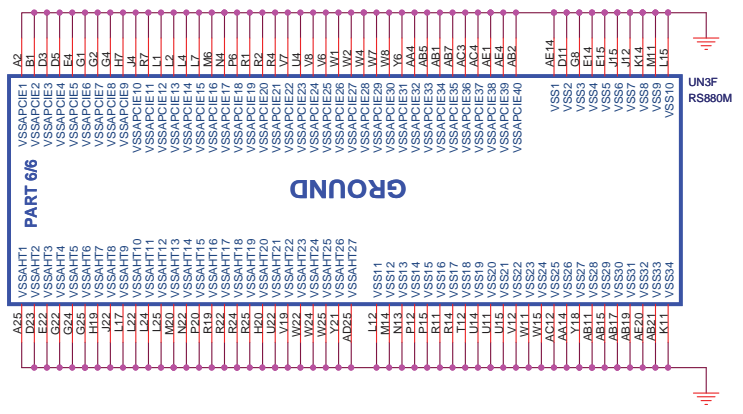 A2
B1
D3
D5
E4
G1
G2
G4
H7
J4
R7
L1
L2
L4
L7
M6
N4
P6
R1
R2
R4
V7
U4
V8
V6
W1
W2
W4
W7
W8
Y6
AA4
AB5
AB1
AB7
AC3
AC4
AE1
AE4
AB2
AE14
D11
G8
E14
E15
J15
J12
K14
M11
L15
UN3F
RS880M
VSSAPCIE1
VSSAPCIE2
VSSAPCIE3
VSSAPCIE4
VSSAPCIE5
VSSAPCIE6
VSSAPCIE7
VSSAPCIE8
VSSAPCIE9
VSSAPCIE10
VSSAPCIE11
VSSAPCIE12
VSSAPCIE13
VSSAPCIE14
VSSAPCIE15
VSSAPCIE16
VSSAPCIE17
VSSAPCIE18
VSSAPCIE19
VSSAPCIE20
VSSAPCIE21
VSSAPCIE22
VSSAPCIE23
VSSAPCIE24
VSSAPCIE25
VSSAPCIE26
VSSAPCIE27
VSSAPCIE28
VSSAPCIE29
VSSAPCIE30
VSSAPCIE31
VSSAPCIE32
VSSAPCIE33
VSSAPCIE34
VSSAPCIE35
VSSAPCIE36
VSSAPCIE37
VSSAPCIE38
VSSAPCIE39
VSSAPCIE40
VSS1
VSS2
VSS3
VSS4
VSS5
VSS6
VSS7
VSS8
VSS9
VSS10
PART 6/6
GROUND
VSSAHT1
VSSAHT2
VSSAHT3
VSSAHT4
VSSAHT5
VSSAHT6
VSSAHT7
VSSAHT8
VSSAHT9
VSSAHT10
VSSAHT11
VSSAHT12
VSSAHT13
VSSAHT14
VSSAHT15
VSSAHT16
VSSAHT17
VSSAHT18
VSSAHT19
VSSAHT20
VSSAHT21
VSSAHT22
VSSAHT23
VSSAHT24
VSSAHT25
VSSAHT26
VSSAHT27
VSS11
VSS12
VSS13
VSS14
VSS15
VSS16
VSS17
VSS18
VSS19
VSS20
VSS21
VSS22
VSS23
VSS24
VSS25
VSS26
VSS27
VSS28
VSS29
VSS30
VSS31
VSS32
VSS33
VSS34
A25
D23
E22
G22
G24
G25
H19
J22
L17
L22
L24
L25
M20
N22
P20
R19
R22
R24
R25
H20
U22
V19
W22
W24
W25
Y21
AD25
L12
M14
N13
P12
P15
R11
R14
T12
U14
U11
U15
V12
W11
W15
AC12
AA14
Y18
AB11
AB15
AB17
AB19
AE20
AB21
K11